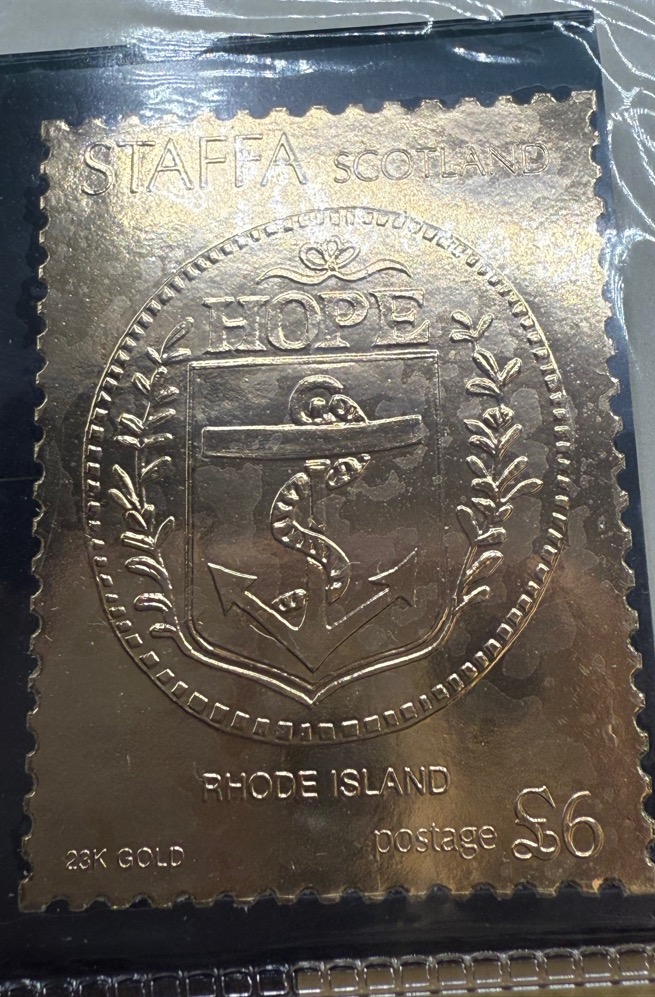 STAFFA SCOTLAND
HOPE
RHODE ISLAND
23K GOLD postage £6